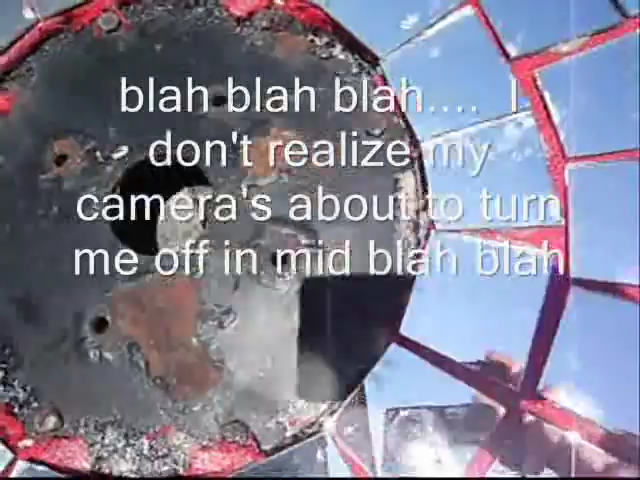 blah blah blah....  I
don't realize my
camera's about to turn
me off in mid blah blah